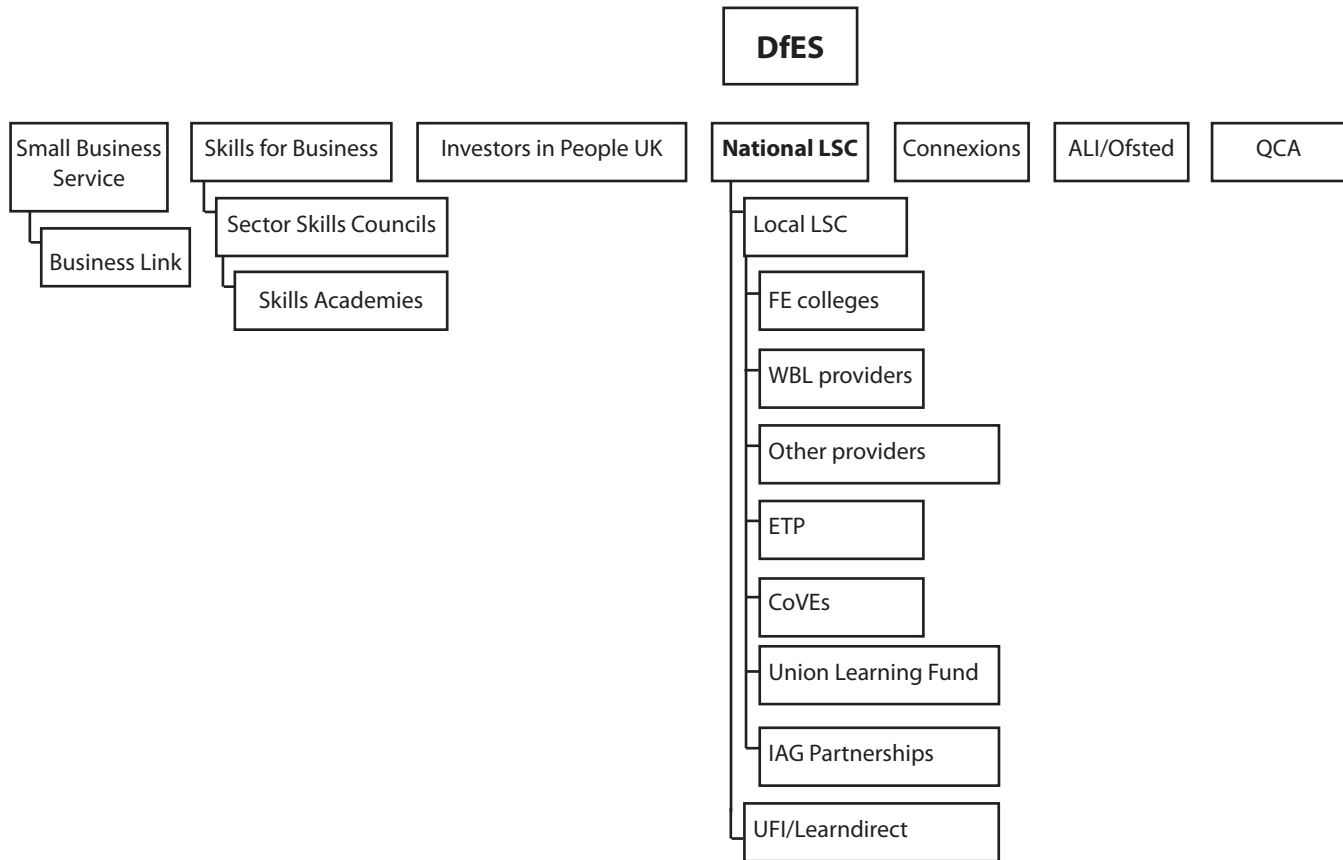 DfES
Small Business
Service
Skills for Business
Investors in People UK
National LSC
Connexions
ALI/Ofsted
QCA
Business Link
Sector Skills Councils
Skills Academies
Local LSC
FE colleges
WBL providers
Other providers
ETP
CoVEs
Union Learning Fund
IAG Partnerships
UFI/Learndirect